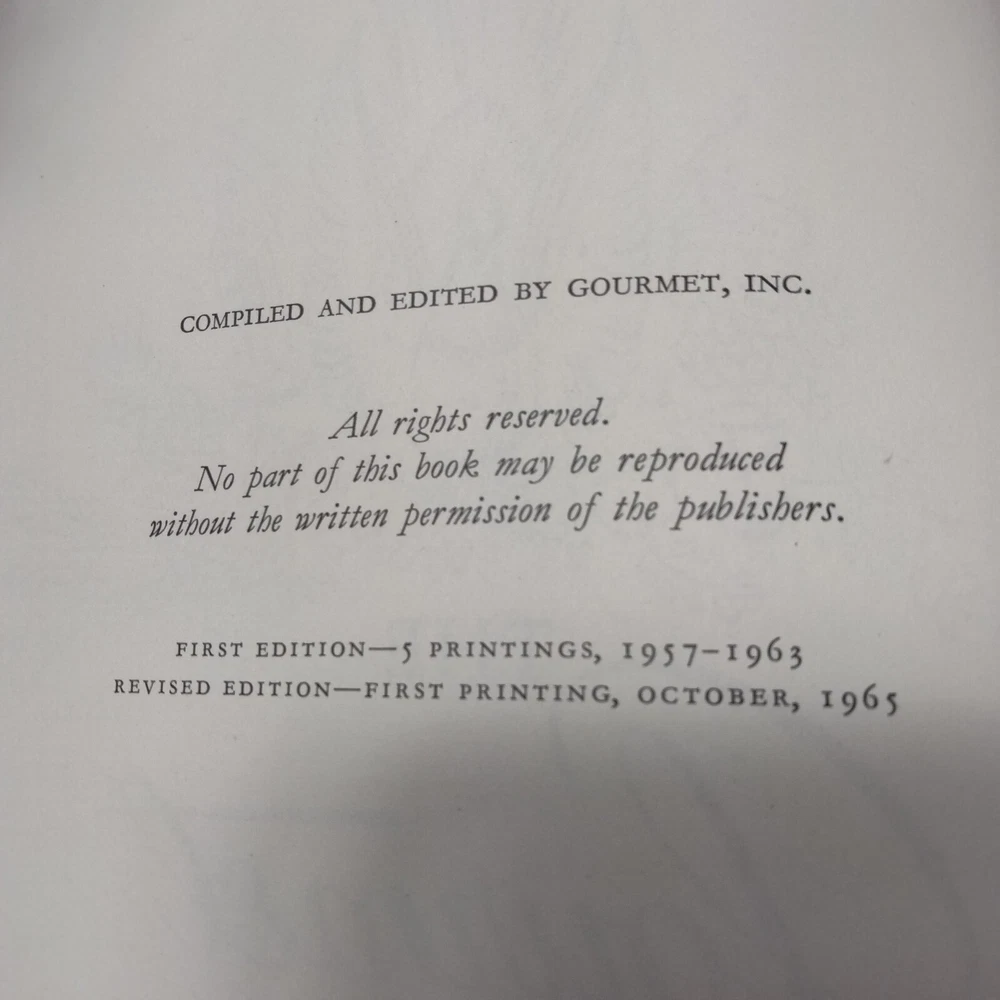 COMPILED AND EDITED BY GOURMET, INC.
All rights reserved.
No part of this book may be reproduced
without the written permission of the publishers.
FIRST EDITION—5 PRINTINGS, 1957–1963
REVISED EDITION—FIRST PRINTING, OCTOBER, 1965